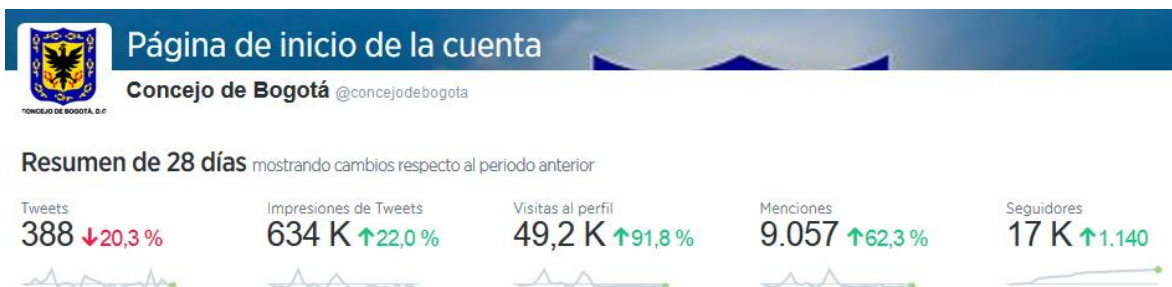 Página de inicio de la cuenta
Concejo de Bogotá @concejodebogota
CONCEJO DE BOGOTÁ, D.C
Resumen de 28 días mostrando cambios respecto al periodo anterior
Tweets Impresiones de Tweets Visitas al perfil Menciones Seguidores
388 ↓20,3 % 634 K ↑22,0 % 49,2 K ↑91,8 % 9.057 ↑62,3 % 17 K ↑1.140